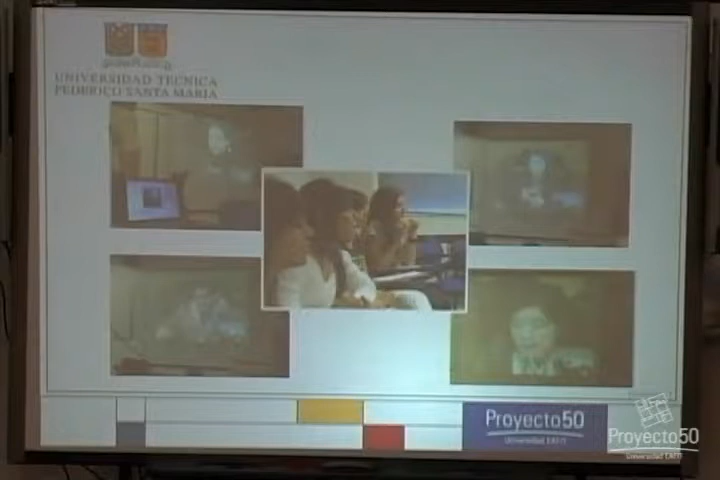 UNIVERSIDAD TECNICA
FEDERICO SANTA MARIA
Proyecto50
Universidad EAFIT
Proyecto50
Universidad EAFIT